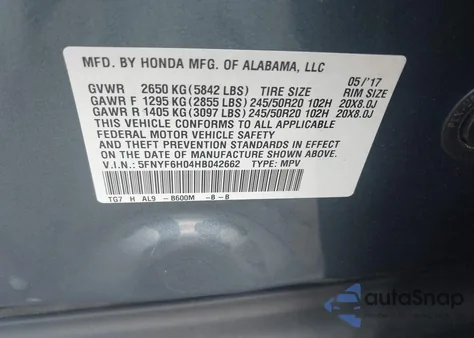 MFD. BY HONDA MFG. OF ALABAMA, LLC
05/'17
GVWR 2650 KG(5842 LBS) TIRE SIZE RIM SIZE
GAWR F 1295 KG(2855 LBS) 245/50R20 102H 20X8.0J
GAWR R 1405 KG(3097 LBS) 245/50R20 102H 20X8.0J
THIS VEHICLE CONFORMS TO ALL APPLICABLE
FEDERAL MOTOR VEHICLE SAFETY
AND THEFT PREVENTION STANDARDS IN EFFECT
ON THE DATE OF MANUFACTURE SHOWN ABOVE.
V.I.N.: 5FNYF6H04HB042662 TYPE: MPV
TG7 H AL9 -B600M -8-B
autoSnap